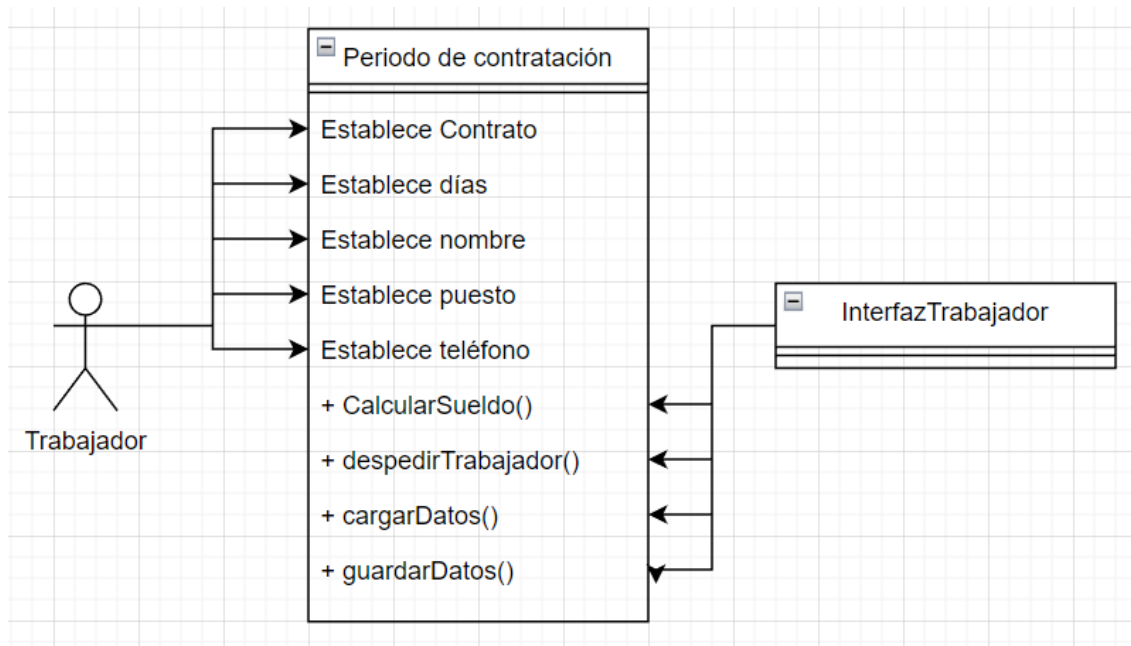 Periodo de contratación
Establece Contrato
Establece días
Establece nombre
Establece puesto
Establece teléfono
+ CalcularSueldo()
+ despedirTrabajador()
+ cargarDatos()
+ guardarDatos()
Trabajador
InterfazTrabajador